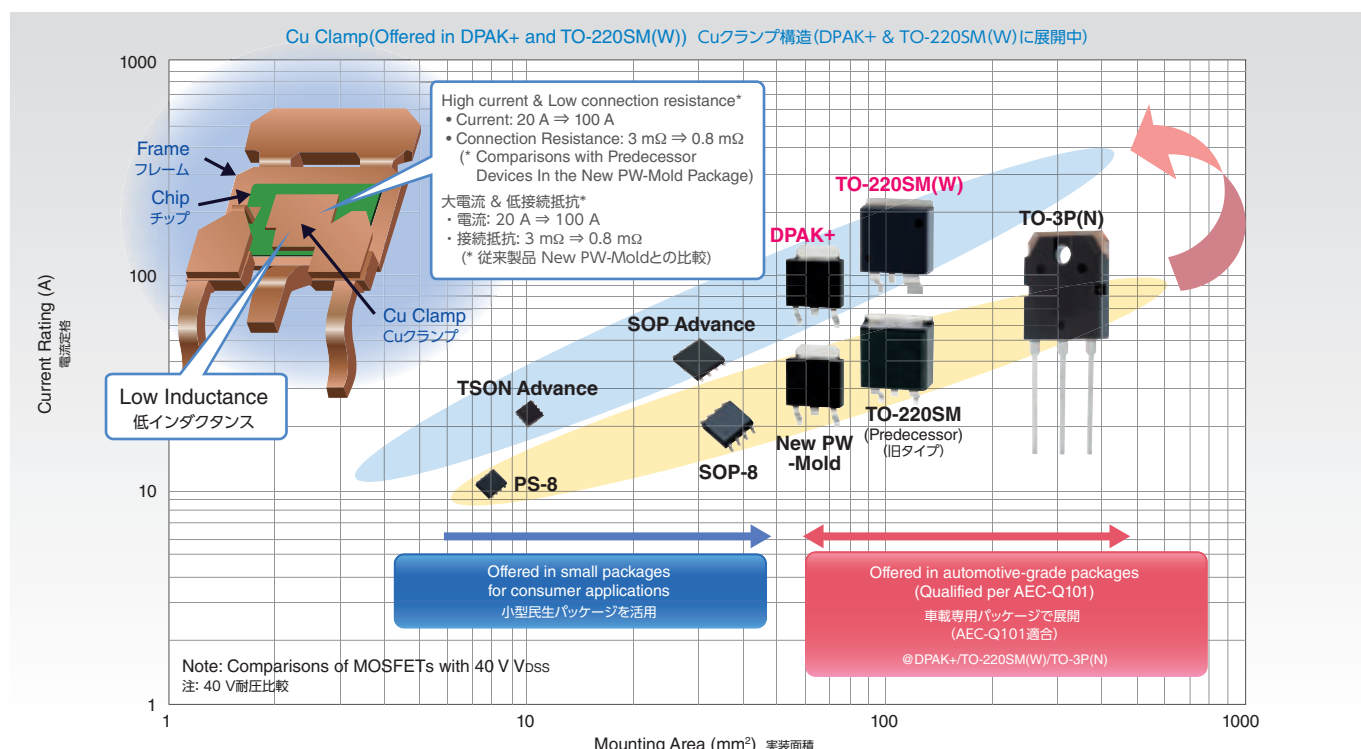 Cu Clamp(Offered in DPAK+ and TO-220SM(W)) Cuクランプ構造(DPAK+ & TO-220SM(W)に展開中)
1000
100
10
1
Current Rating (A)
電流定格
Frame
フレーム
Chip
チップ
Cu Clamp
Cuクランプ
Low Inductance
低インダクタンス
High current & Low connection resistance*
• Current: 20 A ⇒ 100 A
• Connection Resistance: 3 mΩ ⇒ 0.8 mΩ
(* Comparisons with Predecessor
Devices In the New PW-Mold Package)
大電流 & 低接続抵抗*
・電流: 20 A ⇒ 100 A
・接続抵抗: 3 mΩ ⇒ 0.8 mΩ
(* 従来製品 New PW-Moldとの比較)
TO-220SM(W)
DPAK+
TO-3P(N)
SOP Advance
TSON Advance
PS-8
SOP-8
New PW
-Mold
TO-220SM
(Predecessor)
(旧タイプ)
Offered in small packages
for consumer applications
小型民生パッケージを活用
Offered in automotive-grade packages
(Qualified per AEC-Q101)
車載専用パッケージで展開
(AEC-Q101適合)
@DPAK+/TO-220SM(W)/TO-3P(N)
Note: Comparisons of MOSFETs with 40 V VDSS
注: 40 V耐圧比較
1
10
100
1000
Mounting Area (mm²) 実装面積